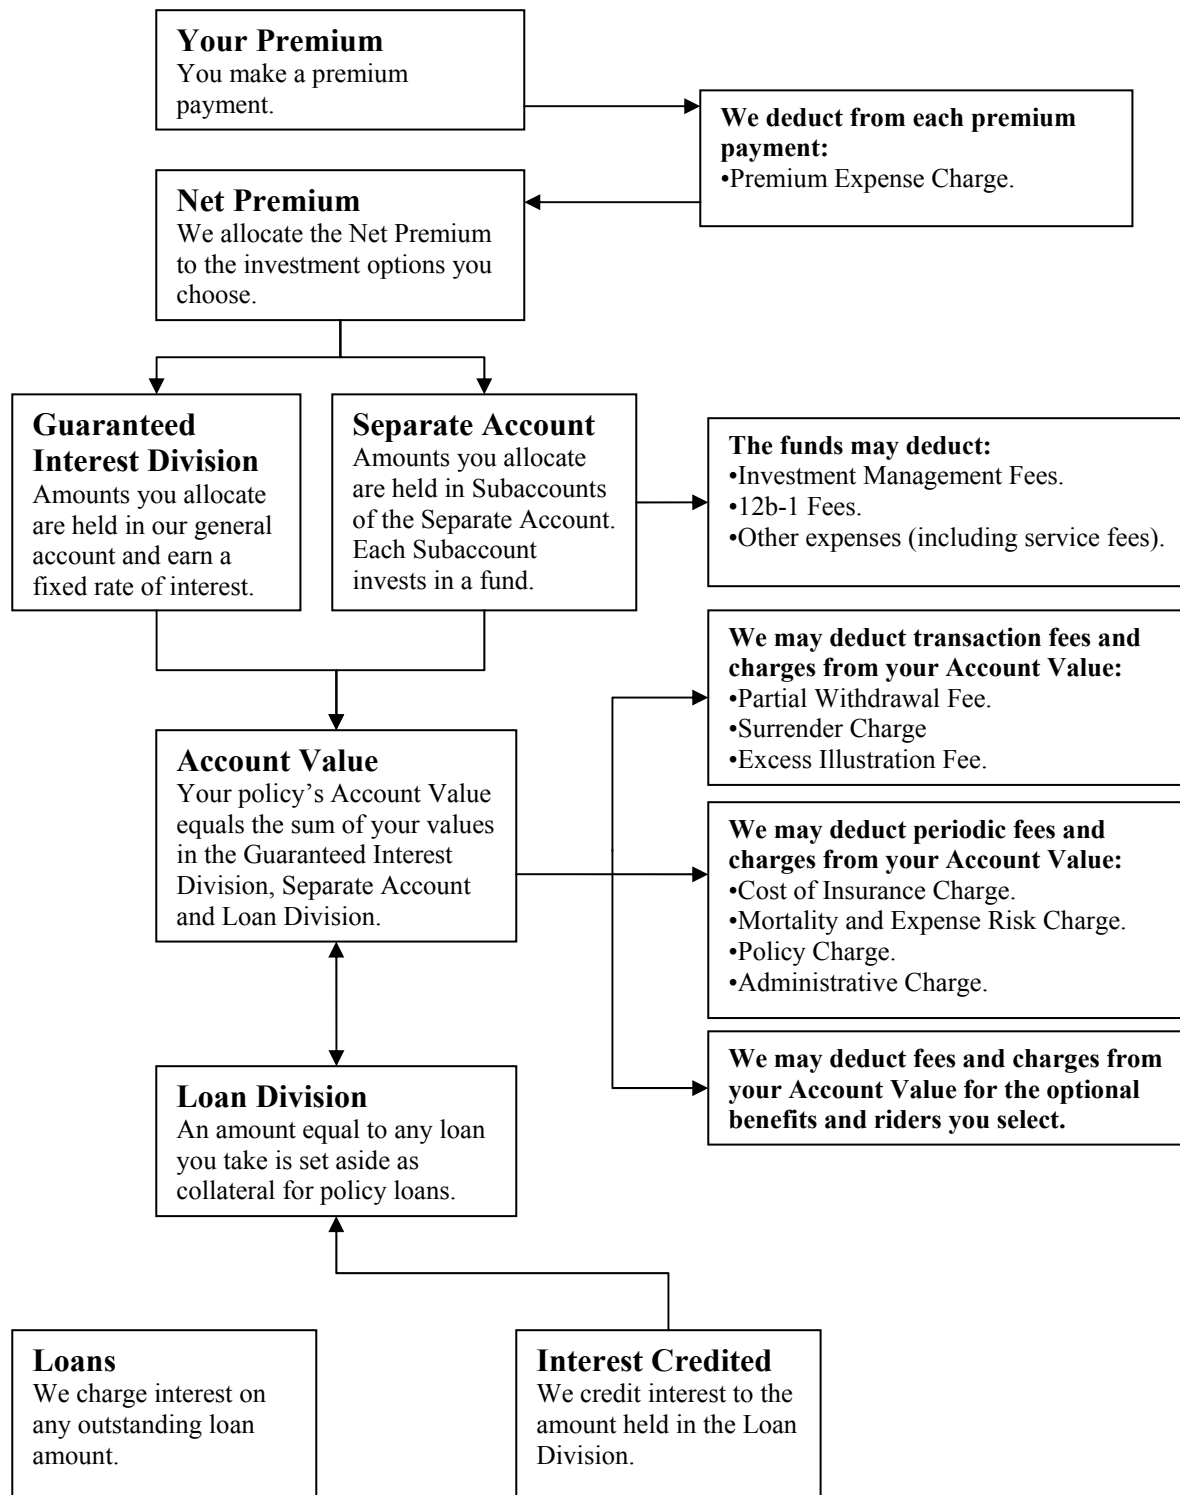 Your Premium
You make a premium
payment.
We deduct from each premium
payment:
•Premium Expense Charge.
Net Premium
We allocate the Net Premium
to the investment options you
choose.
Guaranteed
Interest Division
Amounts you allocate
are held in our general
account and earn a
fixed rate of interest.
Separate Account
Amounts you allocate
are held in Subaccounts
of the Separate Account.
Each Subaccount
invests in a fund.
The funds may deduct:
•Investment Management Fees.
•12b-1 Fees.
•Other expenses (including service fees).
We may deduct transaction fees and
charges from your Account Value:
•Partial Withdrawal Fee.
•Surrender Charge
•Excess Illustration Fee.
Account Value
Your policy’s Account Value
equals the sum of your values
in the Guaranteed Interest
Division, Separate Account
and Loan Division.
We may deduct periodic fees and
charges from your Account Value:
•Cost of Insurance Charge.
•Mortality and Expense Risk Charge.
•Policy Charge.
•Administrative Charge.
We may deduct fees and charges from
your Account Value for the optional
benefits and riders you select.
Loan Division
An amount equal to any loan
you take is set aside as
collateral for policy loans.
Loans
We charge interest on
any outstanding loan
amount.
Interest Credited
We credit interest to the
amount held in the Loan
Division.